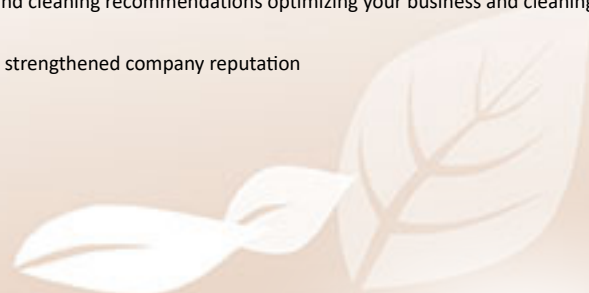 nd cleaning recommendations optimizing your business and cleaning
strengthened company reputation